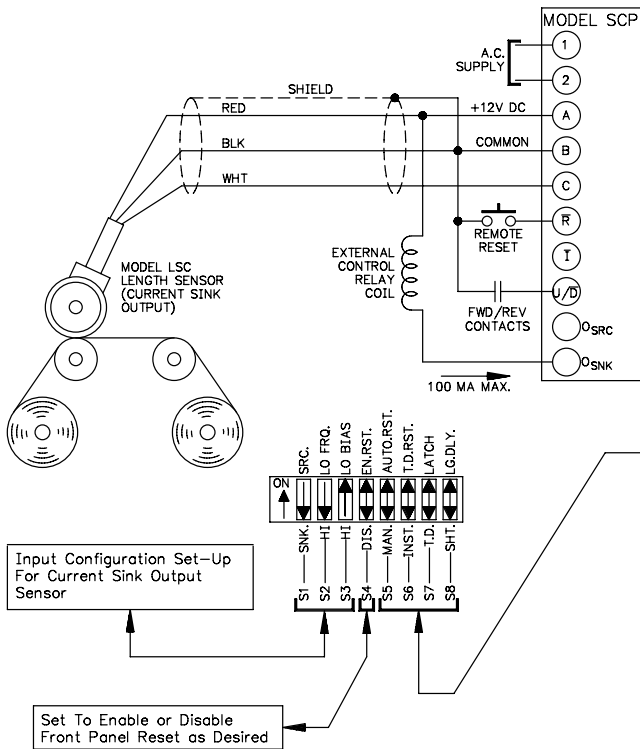 MODEL SCP
A.C.
SUPPLY
1
2
SHIELD
RED
+12V DC
A
BLK
COMMON
B
WHT
C
R̅
REMOTE
RESET
I̅
EXTERNAL
CONTROL
RELAY
COIL
MODEL LSC
LENGTH SENSOR
(CURRENT SINK
OUTPUT)
U/D̅
FWD/REV
CONTACTS
OSRC
OSNK
100 MA MAX.
ON
SRC.
LO FRQ.
LO BIAS
EN.RST.
AUTO.RST.
T.D.RST.
LATCH
LG.DLY.
S1 SNK.
S2 HI
S3 HI
S4 DIS.
S5 MAN.
S6 INST.
S7 T.D.
S8 SHT.
Input Configuration Set-Up
For Current Sink Output
Sensor
Set To Enable or Disable
Front Panel Reset as Desired